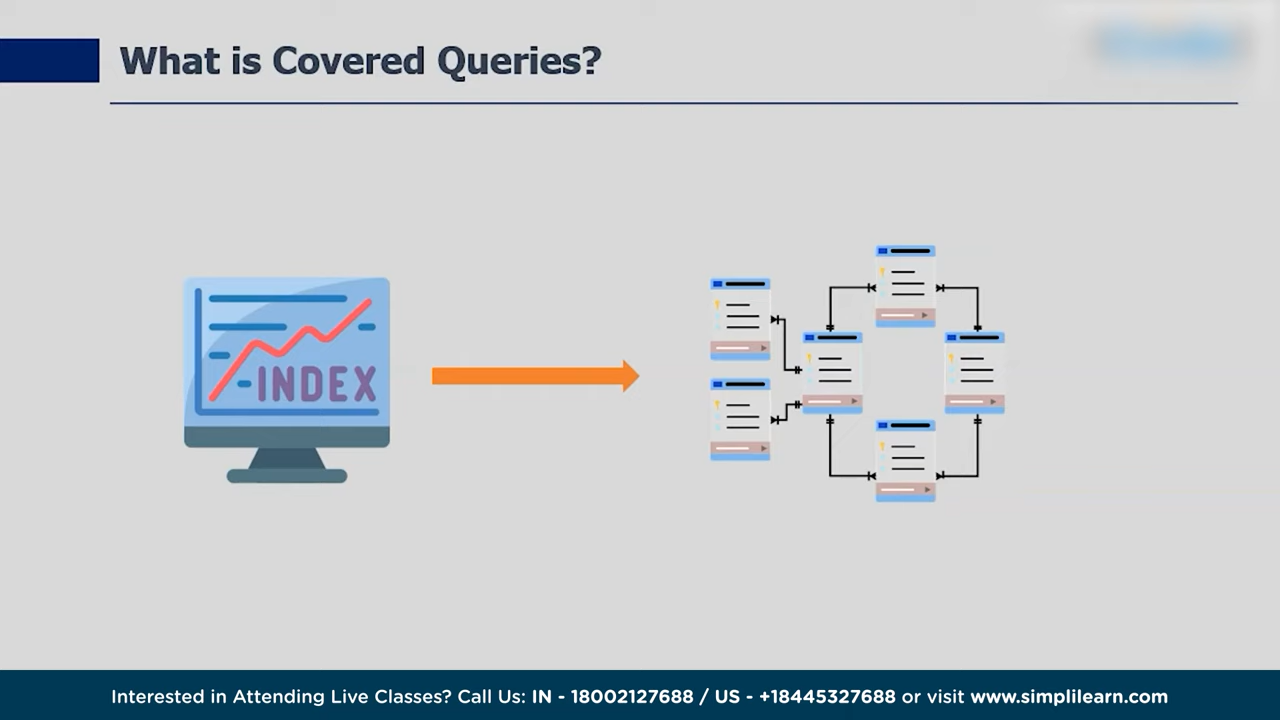 What is Covered Queries?
INDEX
Interested in Attending Live Classes? Call Us: IN - 18002127688 / US - +18445327688 or visit www.simplilearn.com